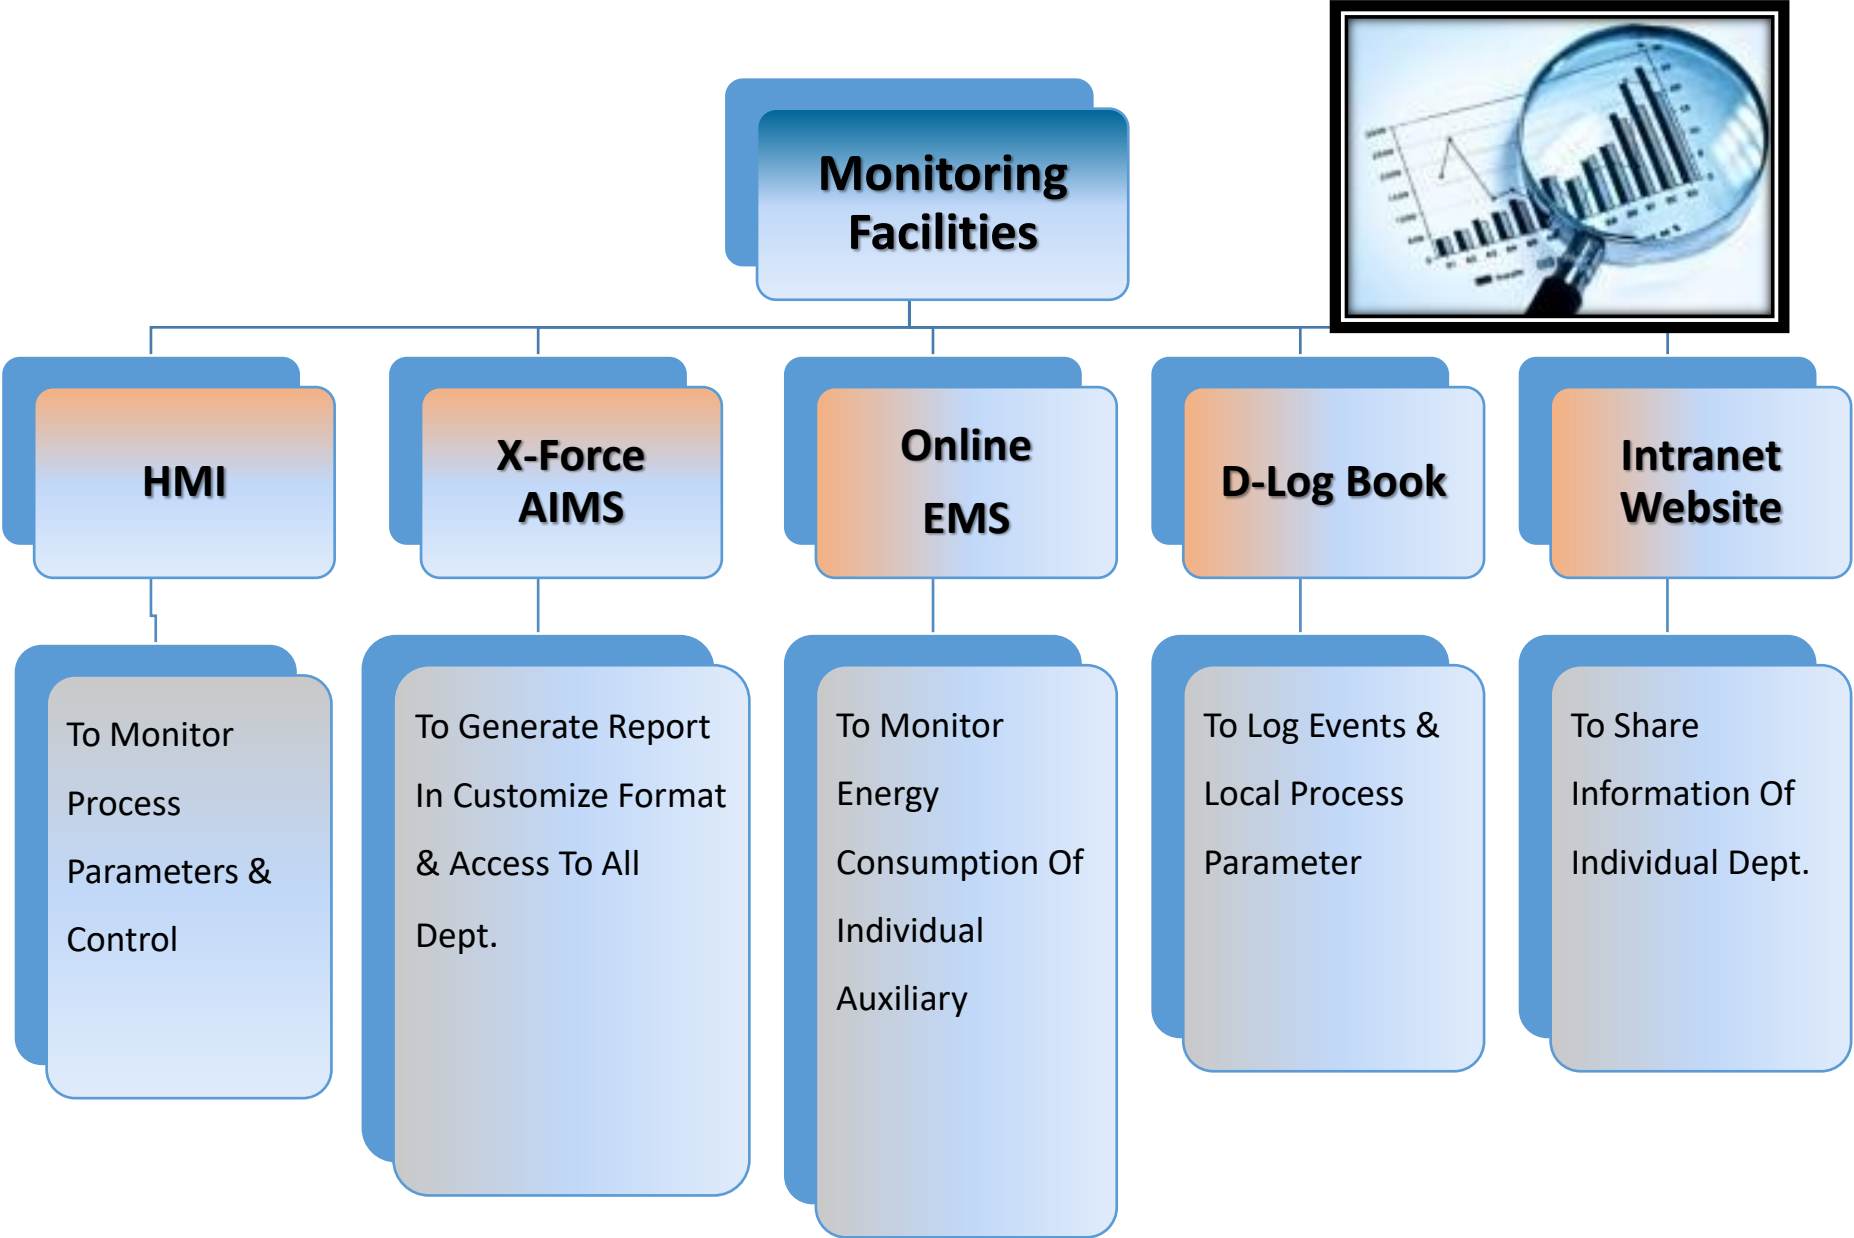 Monitoring
Facilities
HMI
X-Force
AIMS
Online
EMS
D-Log Book
Intranet
Website
To Monitor
Process
Parameters &
Control
To Generate Report
In Customize Format
& Access To All
Dept.
To Monitor
Energy
Consumption Of
Individual
Auxiliary
To Log Events &
Local Process
Parameter
To Share
Information Of
Individual Dept.